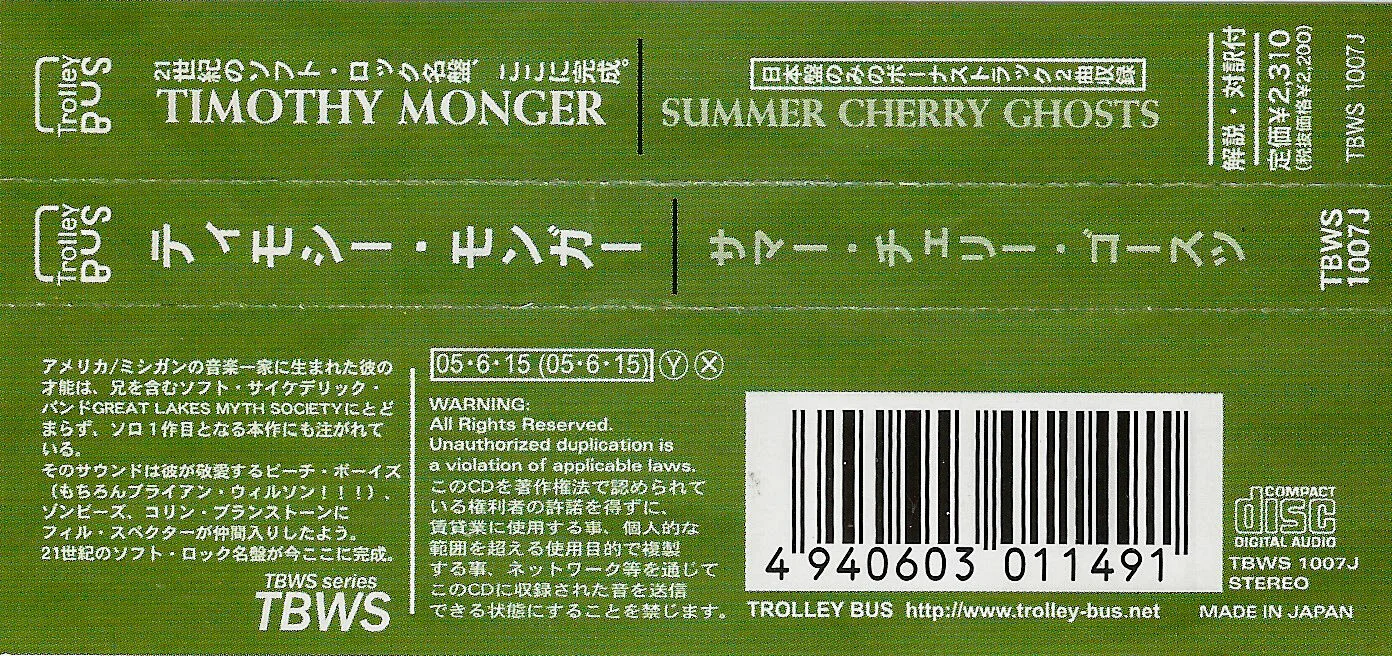 Trolley
BUS
21世紀のソフト・ロック名盤、ここに完成。
TIMOTHY MONGER
日本盤のみのボーナストラック2曲収録
SUMMER CHERRY GHOSTS
解説・対訳付
定価¥2,310
(税抜価格¥2,200)
TBWS 1007J
Trolley
BUS
ティモシー・モンガー
サマー・チェリー・ゴースツ
TBWS
1007J
アメリカ/ミシガンの音楽一家に生まれた彼の
才能は、兄を含むソフト・サイケデリック・
バンドGREAT LAKES MYTH SOCIETYにとど
まらず、ソロ1作目となる本作にも注がれて
いる。
そのサウンドは彼が敬愛するビーチ・ボーイズ
（もちろんブライアン・ウィルソン！！！）、
ゾンビーズ、コリン・ブランストーンに
フィル・スペクターが仲間入りしたよう。
21世紀のソフト・ロック名盤が今ここに完成。
TBWS series
TBWS
05・6・15 (05・6・15) Y X
WARNING:
All Rights Reserved.
Unauthorized duplication is
a violation of applicable laws.
このCDを著作権法で認められて
いる権利者の許諾を得ずに、
賃貸業に使用する事、個人的な
範囲を超える使用目的で複製
する事、ネットワーク等を通じて
このCDに収録された音を送信
できる状態にすることを禁じます。
4 940603 011491
TROLLEY BUS http://www.trolley-bus.net
COMPACT
disc
DIGITAL AUDIO
TBWS 1007J
STEREO
MADE IN JAPAN